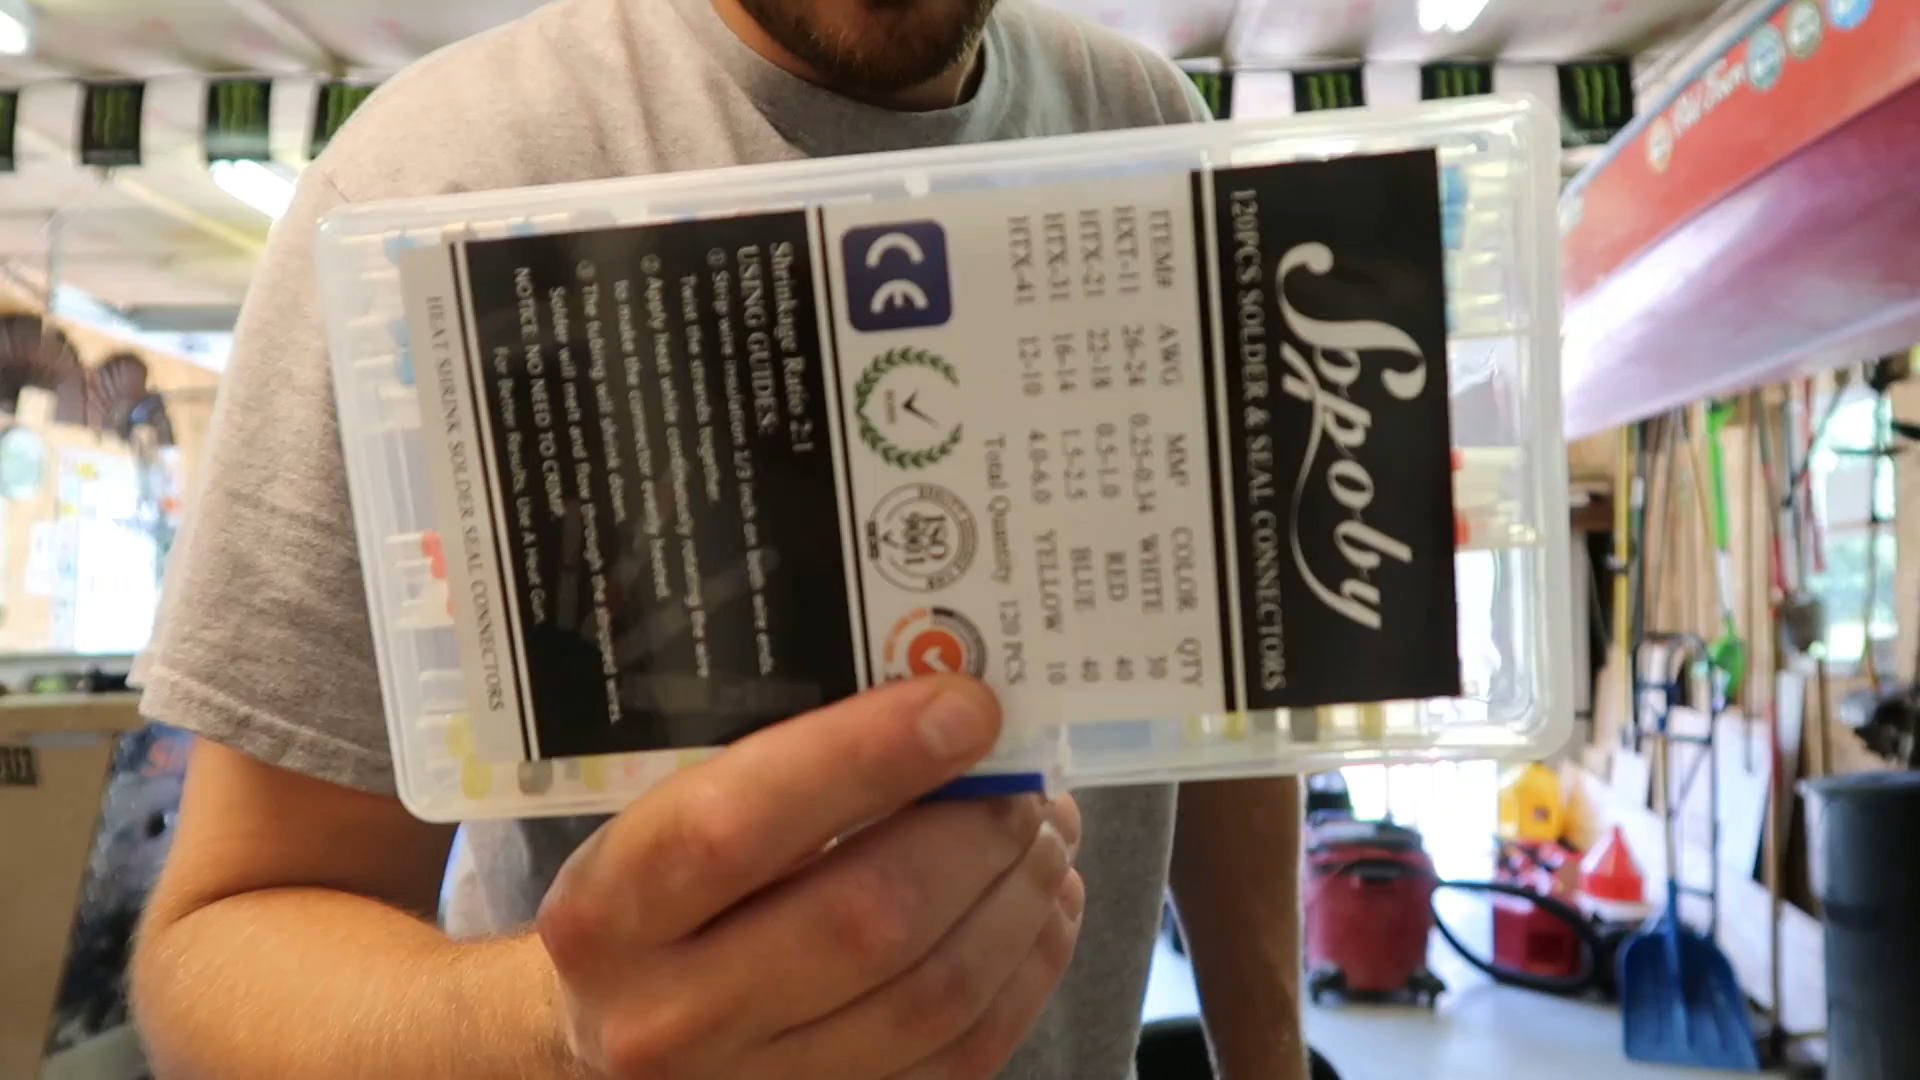 Sppoby
120PCS SOLDER & SEAL CONNECTORS
ITEM# AWG MM² COLOR QTY
HXT-11 26-24 0.25-0.34 WHITE 30
HTX-21 22-18 0.5-1.0 RED 40
HTX-31 16-14 1.5-2.5 BLUE 40
HTX-41 12-10 4.0-6.0 YELLOW 10
Total Quantity 120 PCS
CE
ISO
9001
Shrinkage Ratio 2:1
USING GUIDES:
① Strip wire insulation 1/3 inch on both wire ends.
Twist the strands together.
② Apply heat while continuously rotating the wire
to make the connector evenly heated.
③ The tubing will shrink down.
Solder will melt and flow through the stranded wires.
NOTICE: NO NEED TO CRIMP.
For Better Results, Use A Heat Gun.
HEAT SHRINK SOLDER SEAL CONNECTORS